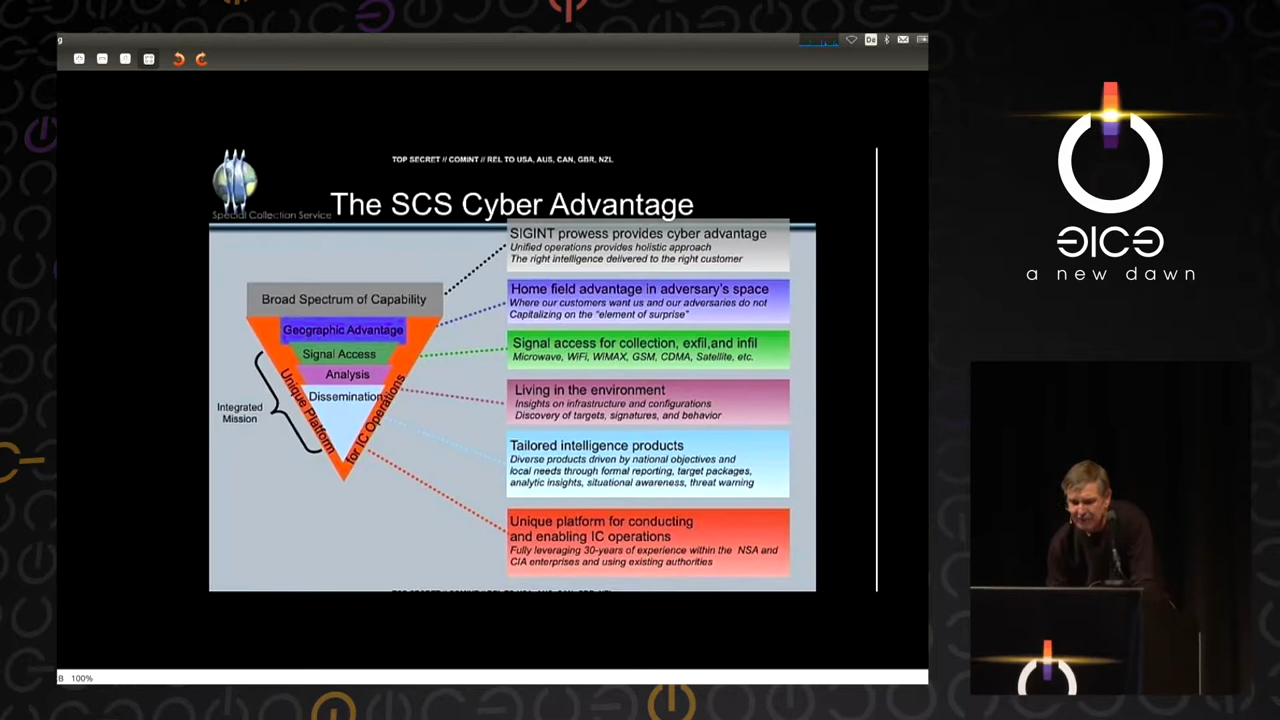 g
De
TOP SECRET // COMINT // REL TO USA, AUS, CAN, GBR, NZL
Special Collection Service
The SCS Cyber Advantage
SIGINT prowess provides cyber advantage
Unified operations provides holistic approach
The right intelligence delivered to the right customer
Broad Spectrum of Capability
Home field advantage in adversary's space
Where our customers want us and our adversaries do not
Capitalizing on the "element of surprise"
Geographic Advantage
Signal Access
Signal access for collection, exfil,and infil
Microwave, WiFi, WIMAX, GSM, CDMA, Satellite, etc.
Analysis
Dissemination
Living in the environment
Insights on infrastructure and configurations
Discovery of targets, signatures, and behavior
Integrated
Mission
Unique Platform
for IC Operations
Tailored intelligence products
Diverse products driven by national objectives and
local needs through formal reporting, target packages,
analytic insights, situational awareness, threat warning
Unique platform for conducting
and enabling IC operations
Fully leveraging 30-years of experience within the NSA and
CIA enterprises and using existing authorities
B 100%
a new dawn